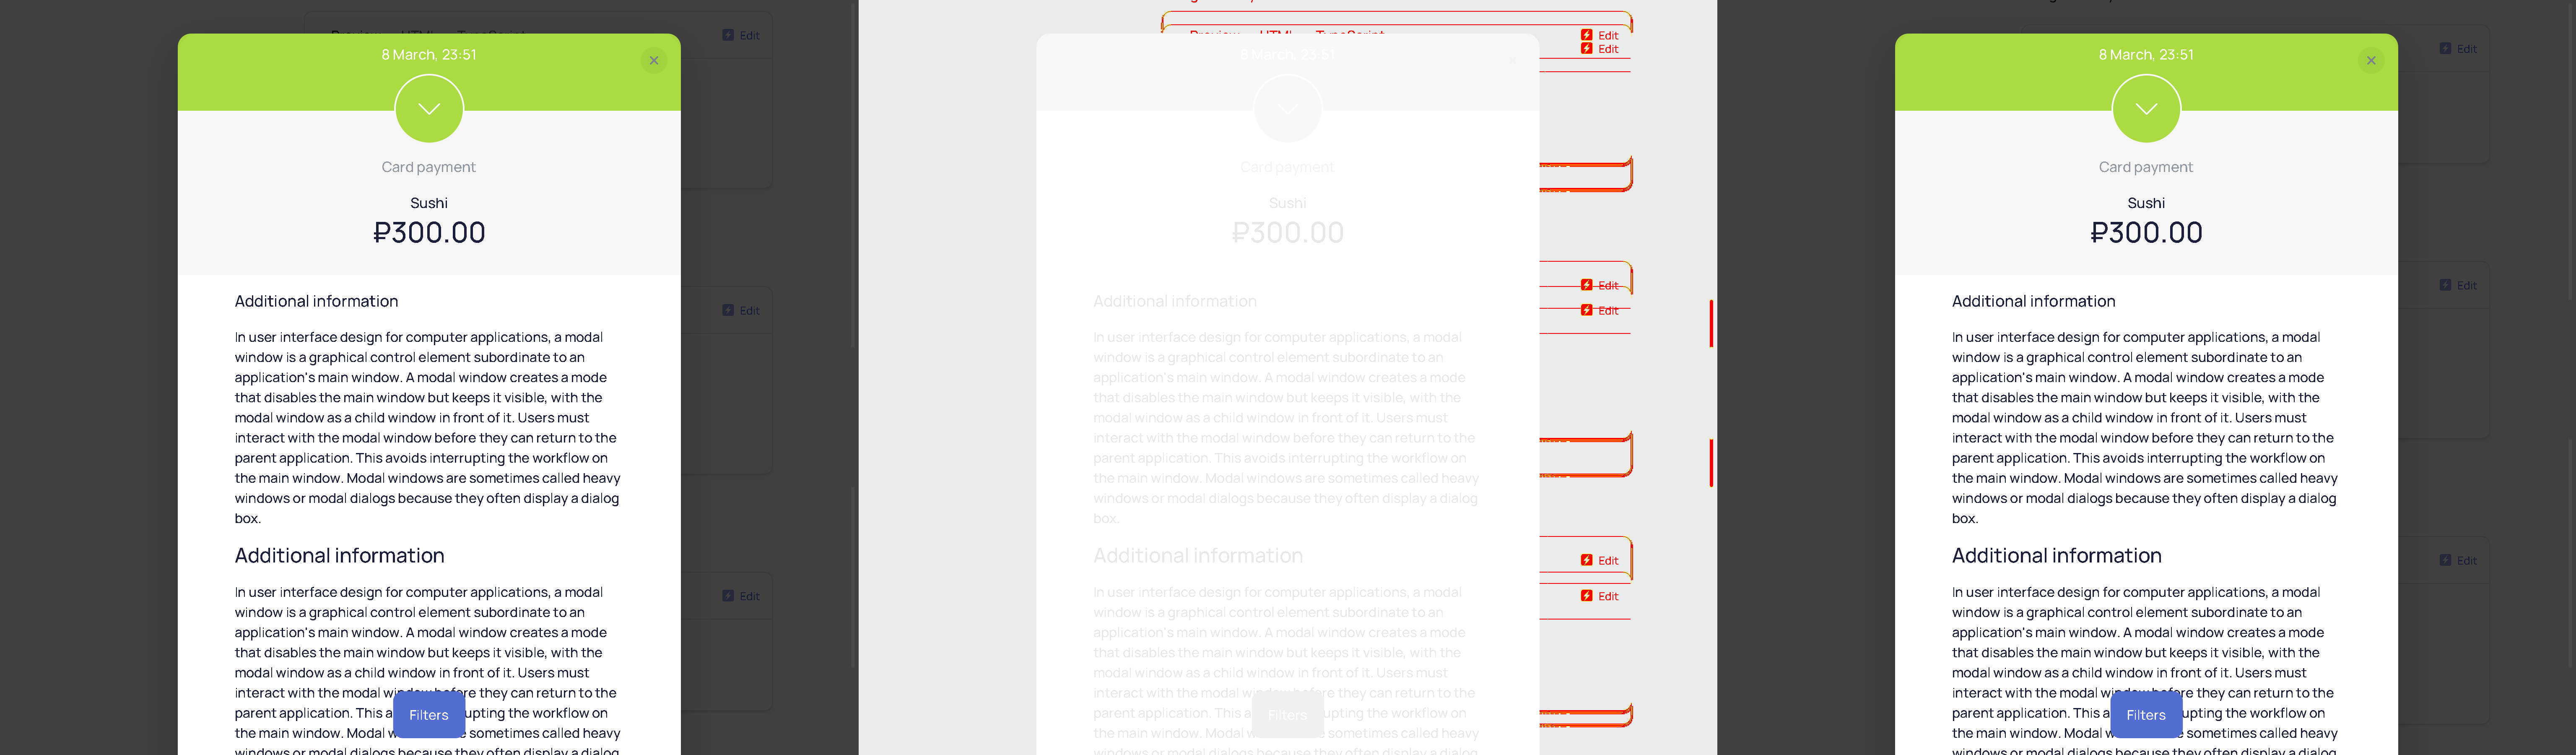 Edit
8 March, 23:51
Card payment
Sushi
₽300.00
Additional information
In user interface design for computer applications, a modal
window is a graphical control element subordinate to an
application's main window. A modal window creates a mode
that disables the main window but keeps it visible, with the
modal window as a child window in front of it. Users must
interact with the modal window before they can return to the
parent application. This avoids interrupting the workflow on
the main window. Modal windows are sometimes called heavy
windows or modal dialogs because they often display a dialog
box.
Additional information
In user interface design for computer applications, a modal
window is a graphical control element subordinate to an
application's main window. A modal window creates a mode
that disables the main window but keeps it visible, with the
modal window as a child window in front of it. Users must
interact with the modal window before they can return to the
parent application. This a upting the workflow on
the main window. Modal w sometimes called heavy
windows or modal dialogs because they often display a dialog
Filters
Edit
Edit
Preview HTML TypeScript
Edit
Edit
8 March, 23:51
Card payment
Sushi
₽300.00
Additional information
In user interface design for computer applications, a modal
window is a graphical control element subordinate to an
application's main window. A modal window creates a mode
that disables the main window but keeps it visible, with the
modal window as a child window in front of it. Users must
interact with the modal window before they can return to the
parent application. This avoids interrupting the workflow on
the main window. Modal windows are sometimes called heavy
windows or modal dialogs because they often display a dialog
box.
Additional information
In user interface design for computer applications, a modal
window is a graphical control element subordinate to an
application's main window. A modal window creates a mode
that disables the main window but keeps it visible, with the
modal window as a child window in front of it. Users must
interact with the modal window before they can return to the
parent application. This a upting the workflow on
the main window. Modal w sometimes called heavy
windows or modal dialogs because they often display a dialog
Filters
Edit
Edit
Edit
Edit
Edit
8 March, 23:51
Card payment
Sushi
₽300.00
Additional information
In user interface design for computer applications, a modal
window is a graphical control element subordinate to an
application's main window. A modal window creates a mode
that disables the main window but keeps it visible, with the
modal window as a child window in front of it. Users must
interact with the modal window before they can return to the
parent application. This avoids interrupting the workflow on
the main window. Modal windows are sometimes called heavy
windows or modal dialogs because they often display a dialog
box.
Additional information
In user interface design for computer applications, a modal
window is a graphical control element subordinate to an
application's main window. A modal window creates a mode
that disables the main window but keeps it visible, with the
modal window as a child window in front of it. Users must
interact with the modal window before they can return to the
parent application. This a upting the workflow on
the main window. Modal w sometimes called heavy
windows or modal dialogs because they often display a dialog
Filters
Edit
Edit